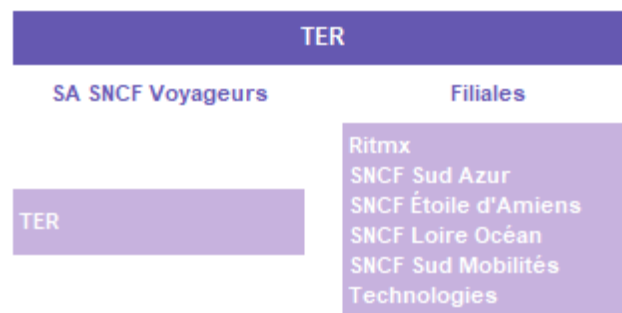 TER
SA SNCF Voyageurs
Filiales
TER
Ritmx
SNCF Sud Azur
SNCF Étoile d'Amiens
SNCF Loire Océan
SNCF Sud Mobilités
Technologies